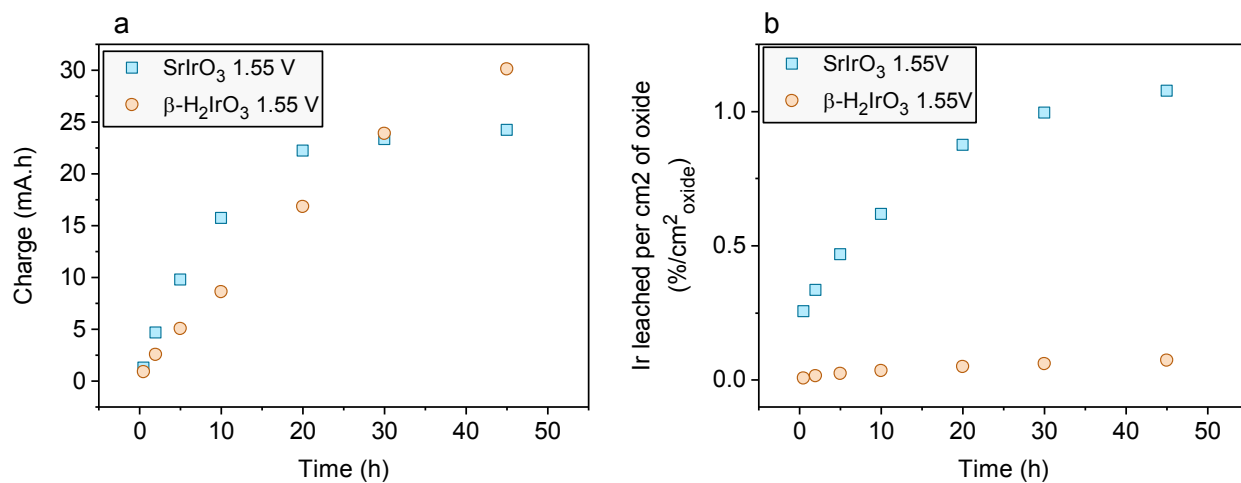 a
SrIrO3 1.55 V
β-H2IrO3 1.55 V
Charge (mA.h)
30
25
20
15
10
5
0
0 10 20 30 40 50
Time (h)
b
SrIrO3 1.55V
β-H2IrO3 1.55V
Ir leached per cm2 of oxide
(%/cm2oxide)
1.0
0.5
0.0
0 10 20 30 40 50
Time (h)